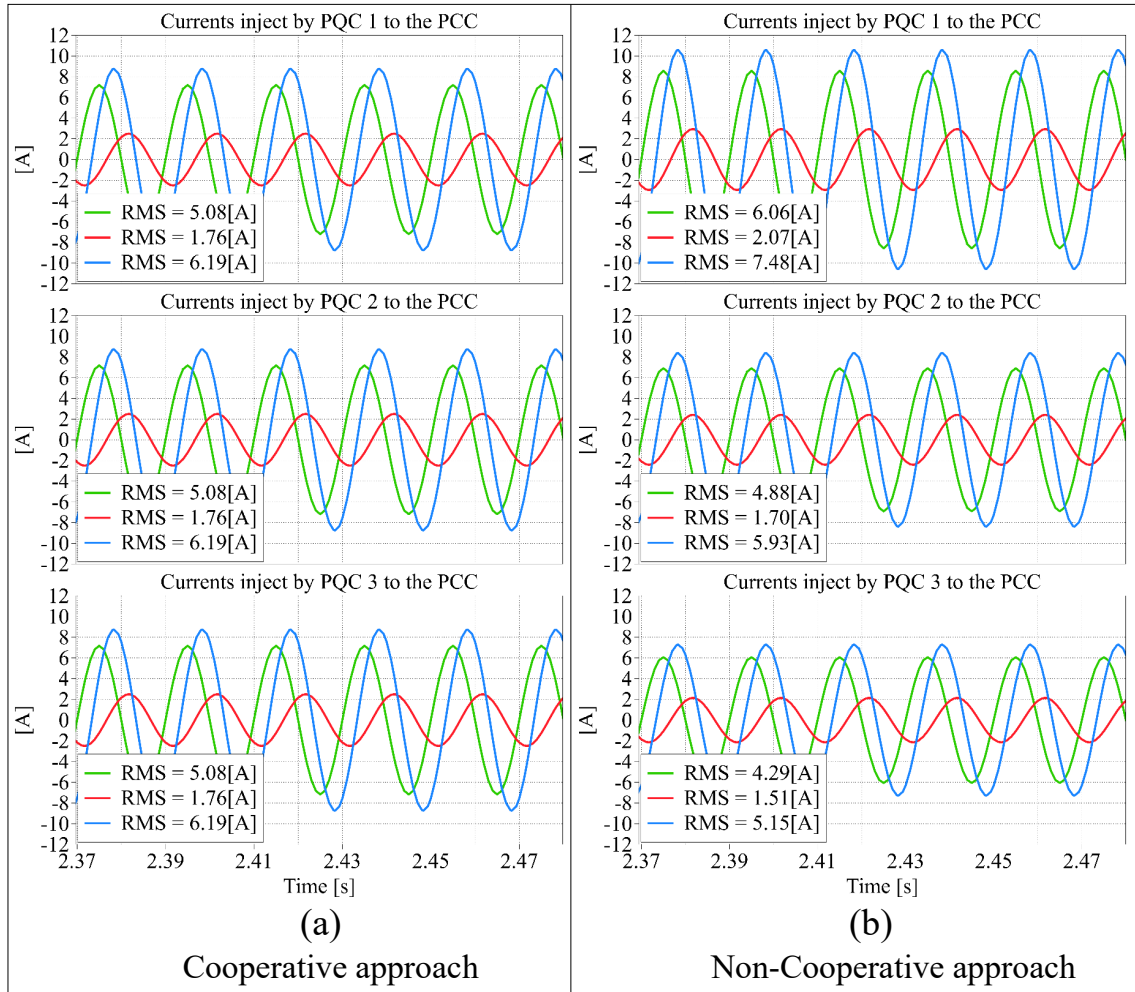 Currents inject by PQC 1 to the PCC
12
10
8
6
4
2
0
-2
-4
-6
-8
-10
-12
[A]
RMS = 5.08[A]
RMS = 1.76[A]
RMS = 6.19[A]
Currents inject by PQC 2 to the PCC
12
10
8
6
4
2
0
-2
-4
-6
-8
-10
-12
[A]
RMS = 5.08[A]
RMS = 1.76[A]
RMS = 6.19[A]
Currents inject by PQC 3 to the PCC
12
10
8
6
4
2
0
-2
-4
-6
-8
-10
-12
[A]
RMS = 5.08[A]
RMS = 1.76[A]
RMS = 6.19[A]
2.37 2.39 2.41 2.43 2.45 2.47
Time [s]
(a)
Cooperative approach
Currents inject by PQC 1 to the PCC
12
10
8
6
4
2
0
-2
-4
-6
-8
-10
-12
[A]
RMS = 6.06[A]
RMS = 2.07[A]
RMS = 7.48[A]
Currents inject by PQC 2 to the PCC
12
10
8
6
4
2
0
-2
-4
-6
-8
-10
-12
[A]
RMS = 4.88[A]
RMS = 1.70[A]
RMS = 5.93[A]
Currents inject by PQC 3 to the PCC
12
10
8
6
4
2
0
-2
-4
-6
-8
-10
-12
[A]
RMS = 4.29[A]
RMS = 1.51[A]
RMS = 5.15[A]
2.37 2.39 2.41 2.43 2.45 2.47
Time [s]
(b)
Non-Cooperative approach